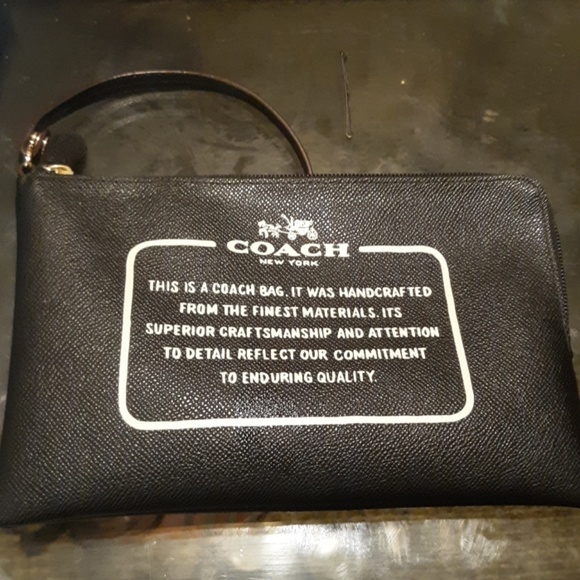 COACH
NEW YORK
THIS IS A COACH BAG. IT WAS HANDCRAFTED
FROM THE FINEST MATERIALS. ITS
SUPERIOR CRAFTSMANSHIP AND ATTENTION
TO DETAIL REFLECT OUR COMMITMENT
TO ENDURING QUALITY.